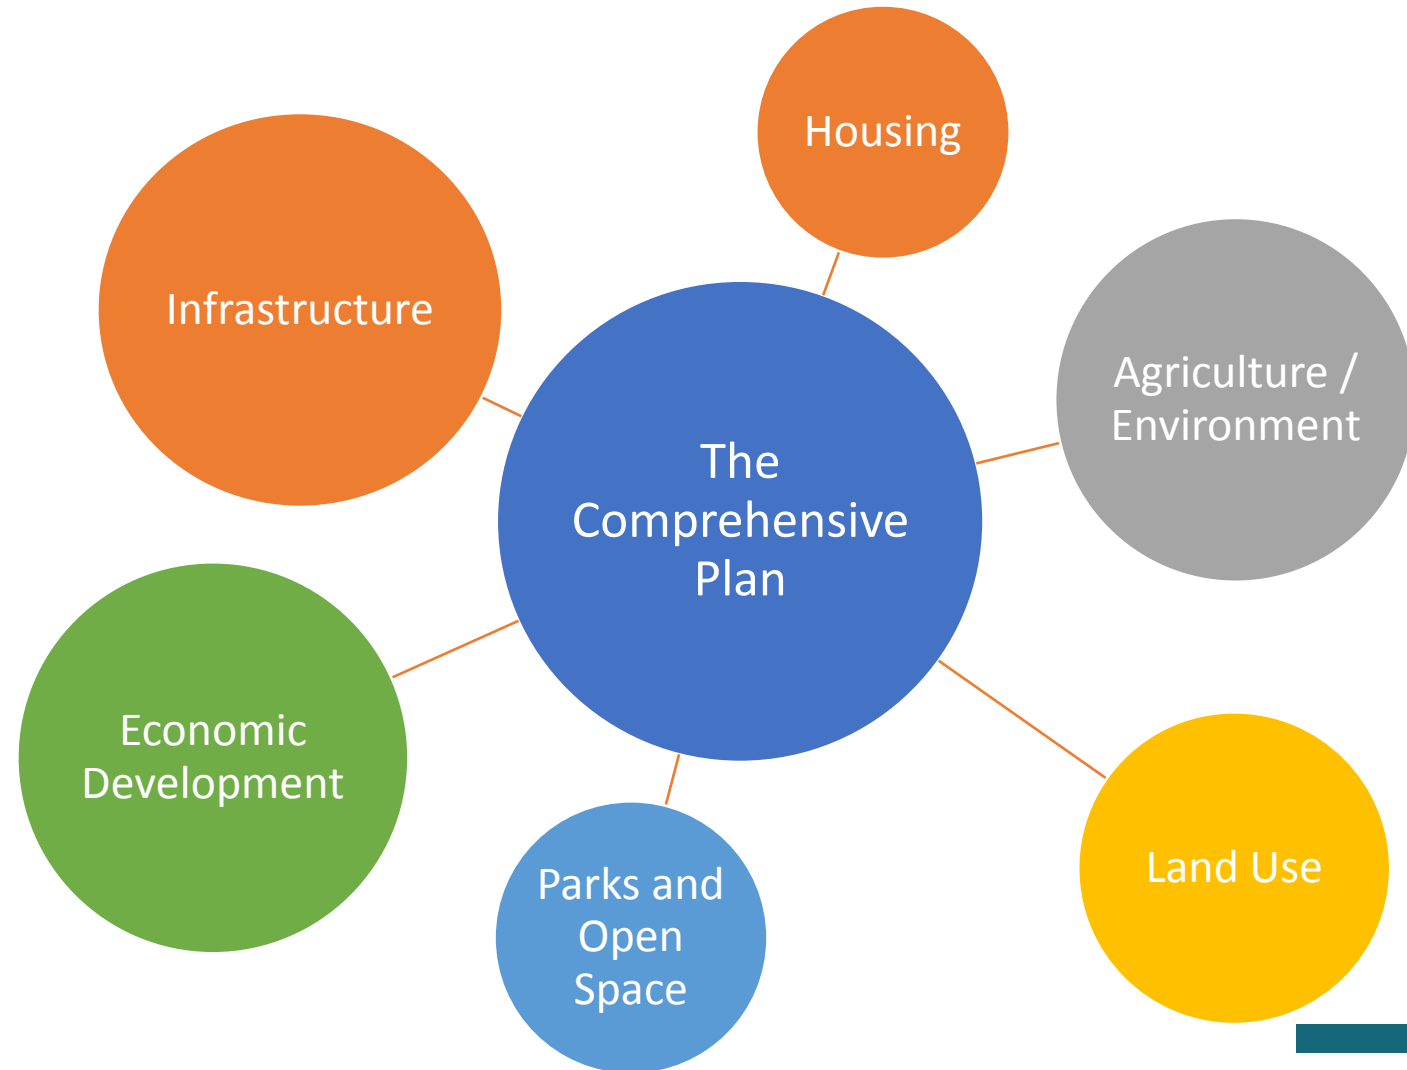 Housing
Infrastructure
Agriculture /
Environment
The
Comprehensive
Plan
Economic
Development
Land Use
Parks and
Open
Space